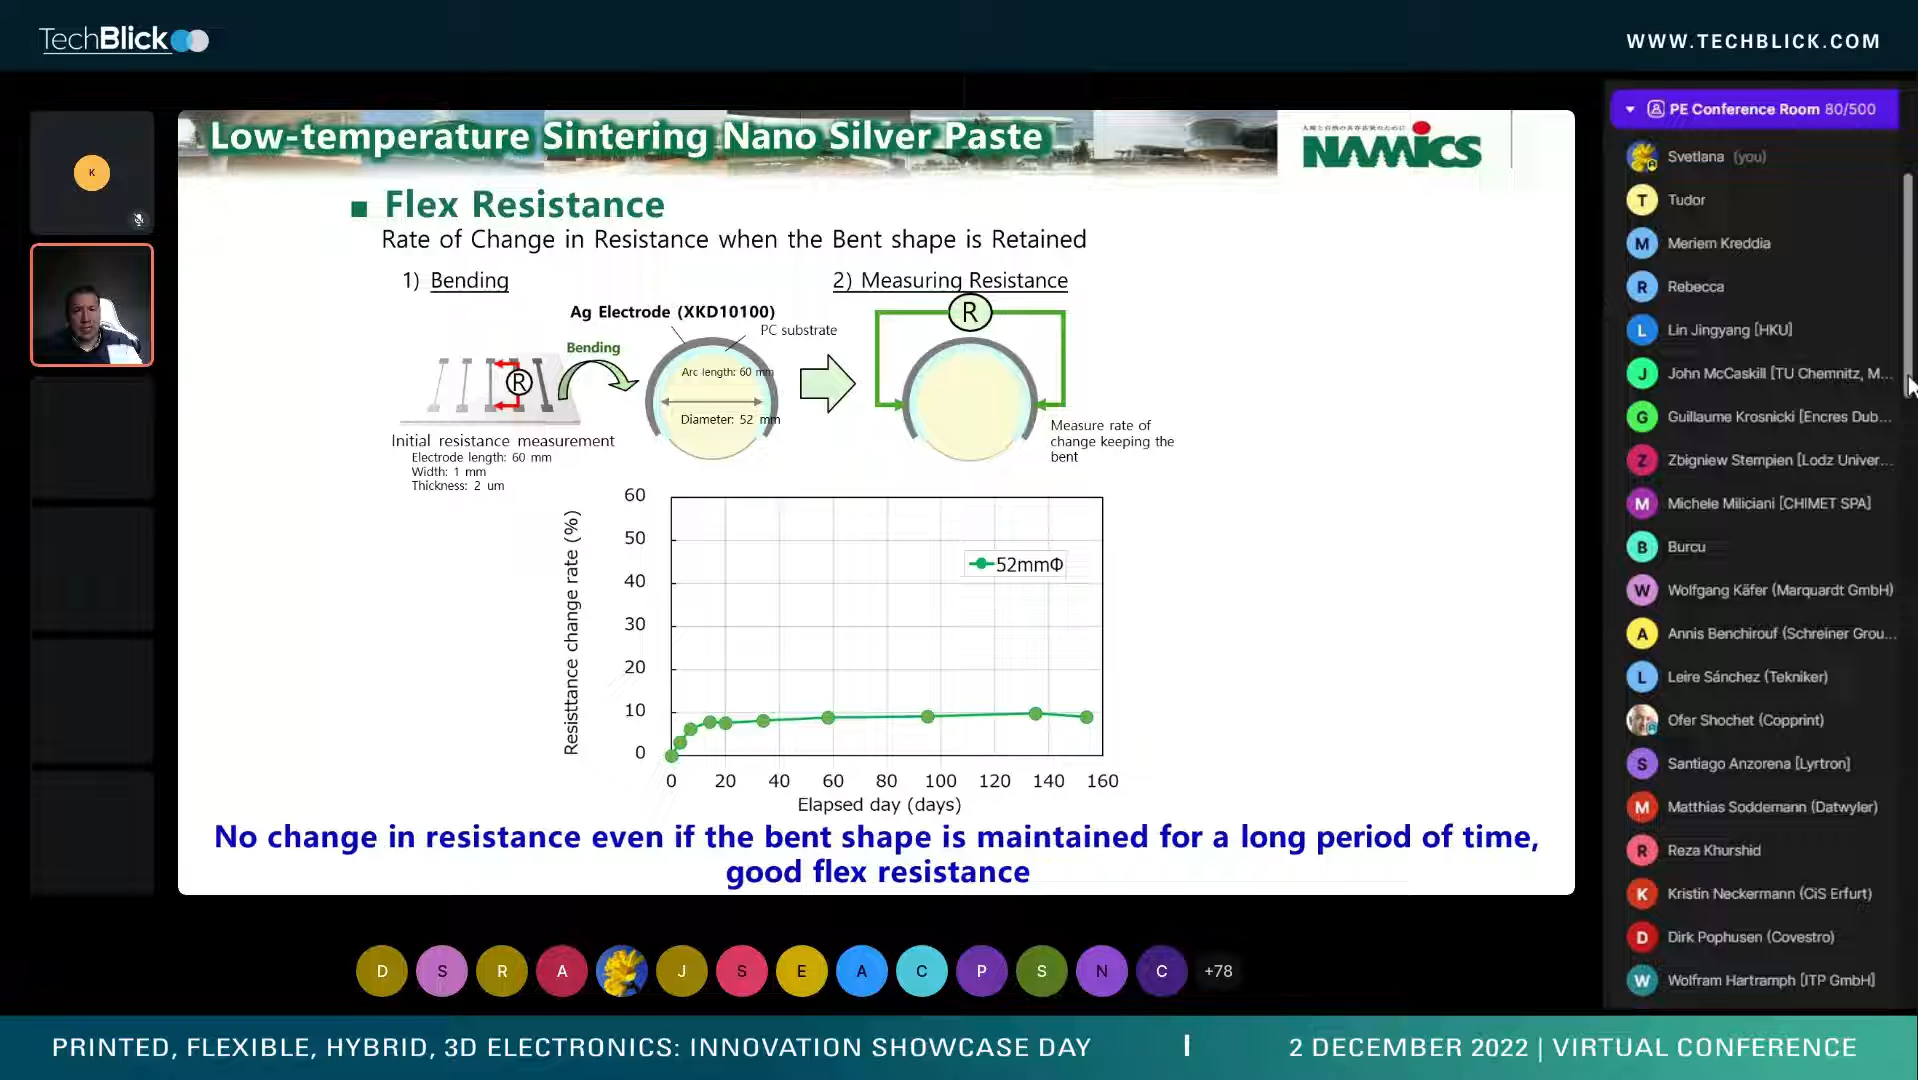 TechBlick
WWW.TECHBLICK.COM
K
Low-temperature Sintering Nano Silver Paste
NAMICS
■ Flex Resistance
Rate of Change in Resistance when the Bent shape is Retained
1) Bending
2) Measuring Resistance
Ag Electrode (XKD10100)
PC substrate
Bending
R
R
Arc length: 60 mm
Diameter: 52 mm
Initial resistance measurement
Electrode length: 60 mm
Width: 1 mm
Thickness: 2 um
Measure rate of
change keeping the
bent
Resisttance change rate (%)
60
50
40
30
20
10
0
52mmΦ
0 20 40 60 80 100 120 140 160
Elapsed day (days)
No change in resistance even if the bent shape is maintained for a long period of time,
good flex resistance
PE Conference Room 80/500
Svetlana (you)
T Tudor
M Meriem Kreddia
R Rebecca
L Lin Jingyang [HKU]
J John McCaskill [TU Chemnitz, M...
G Guillaume Krosnicki [Encres Dub...
Z Zbigniew Stempien [Lodz Univer...
M Michele Miliciani [CHIMET SPA]
B Burcu
W Wolfgang Käfer (Marquardt GmbH)
A Annis Benchirouf (Schreiner Grou...
L Leire Sánchez (Tekniker)
Ofer Shochet (Copprint)
S Santiago Anzorena [Lyrtron]
M Matthias Soddemann (Datwyler)
R Reza Khurshid
K Kristin Neckermann (CiS Erfurt)
D Dirk Pophusen (Covestro)
W Wolfram Hartramph [ITP GmbH]
D S R A J S E A C P S N C +78
PRINTED, FLEXIBLE, HYBRID, 3D ELECTRONICS: INNOVATION SHOWCASE DAY | 2 DECEMBER 2022 | VIRTUAL CONFERENCE